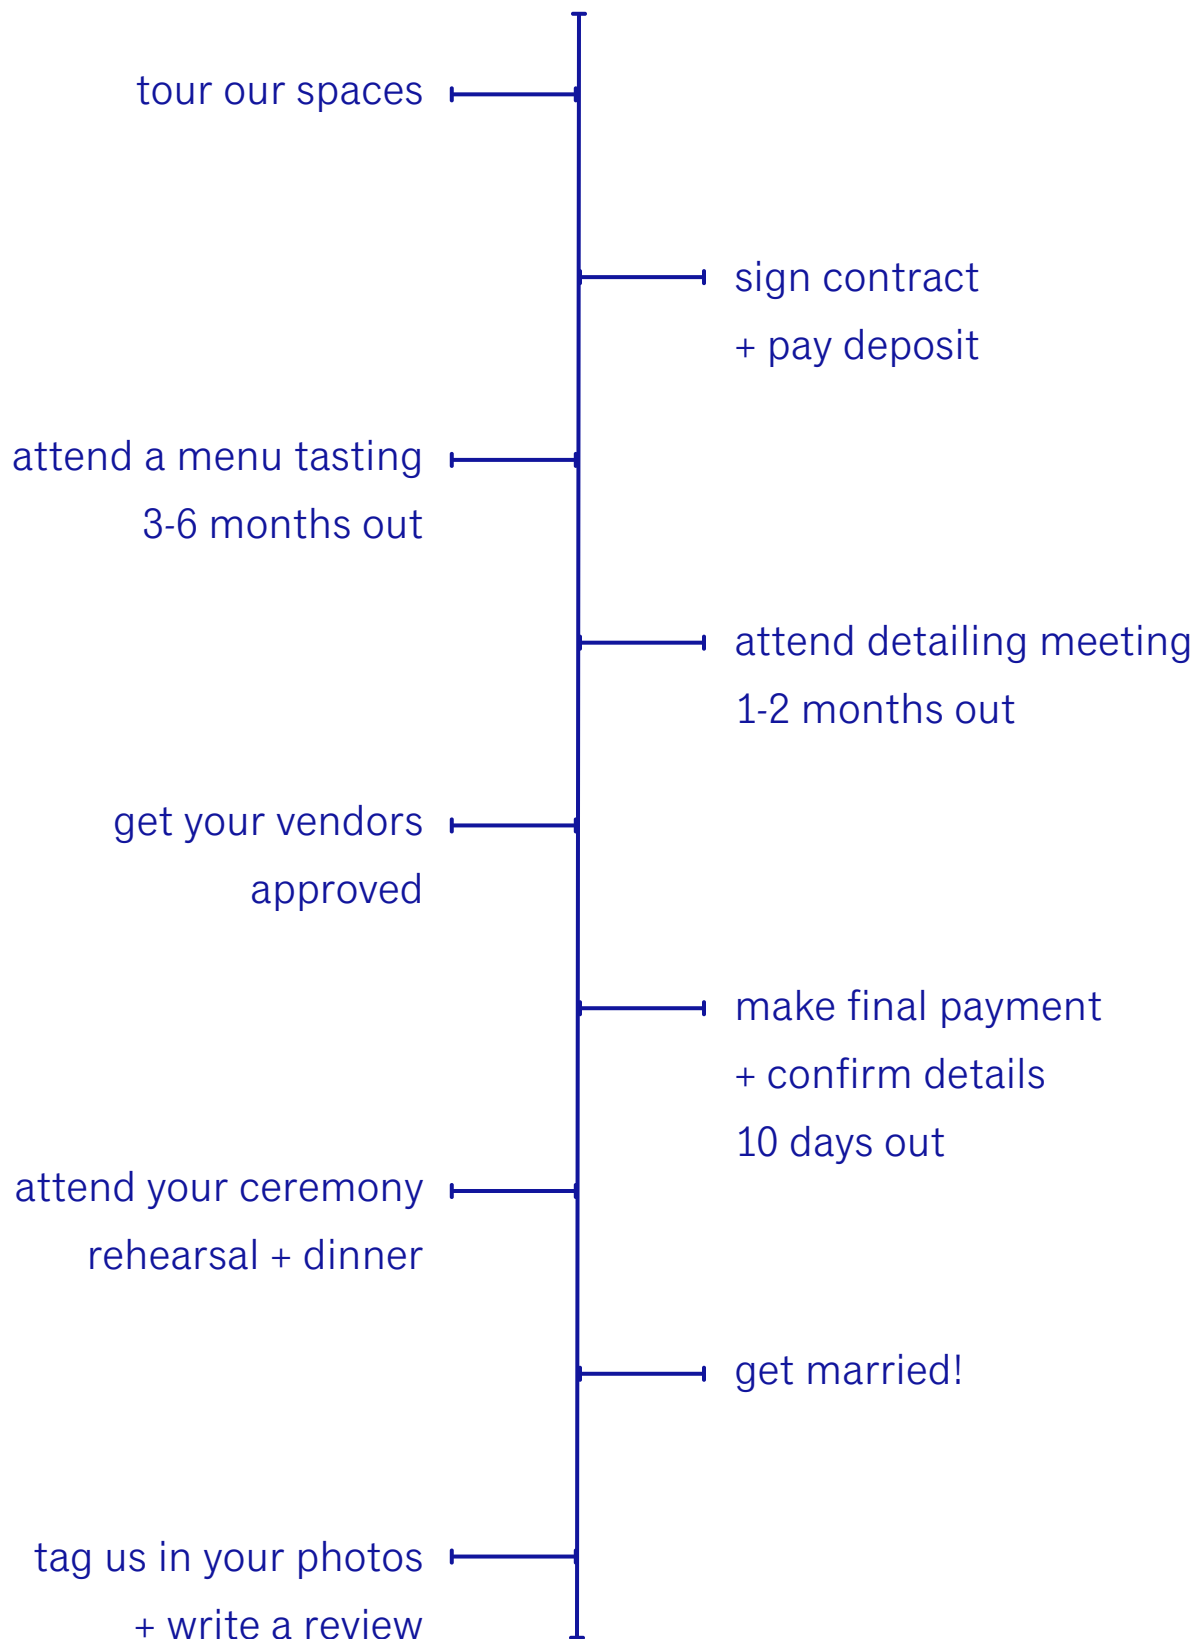 tour our spaces
sign contract
+ pay deposit
attend a menu tasting
3-6 months out
attend detailing meeting
1-2 months out
get your vendors
approved
make final payment
+ confirm details
10 days out
attend your ceremony
rehearsal + dinner
get married!
tag us in your photos
+ write a review